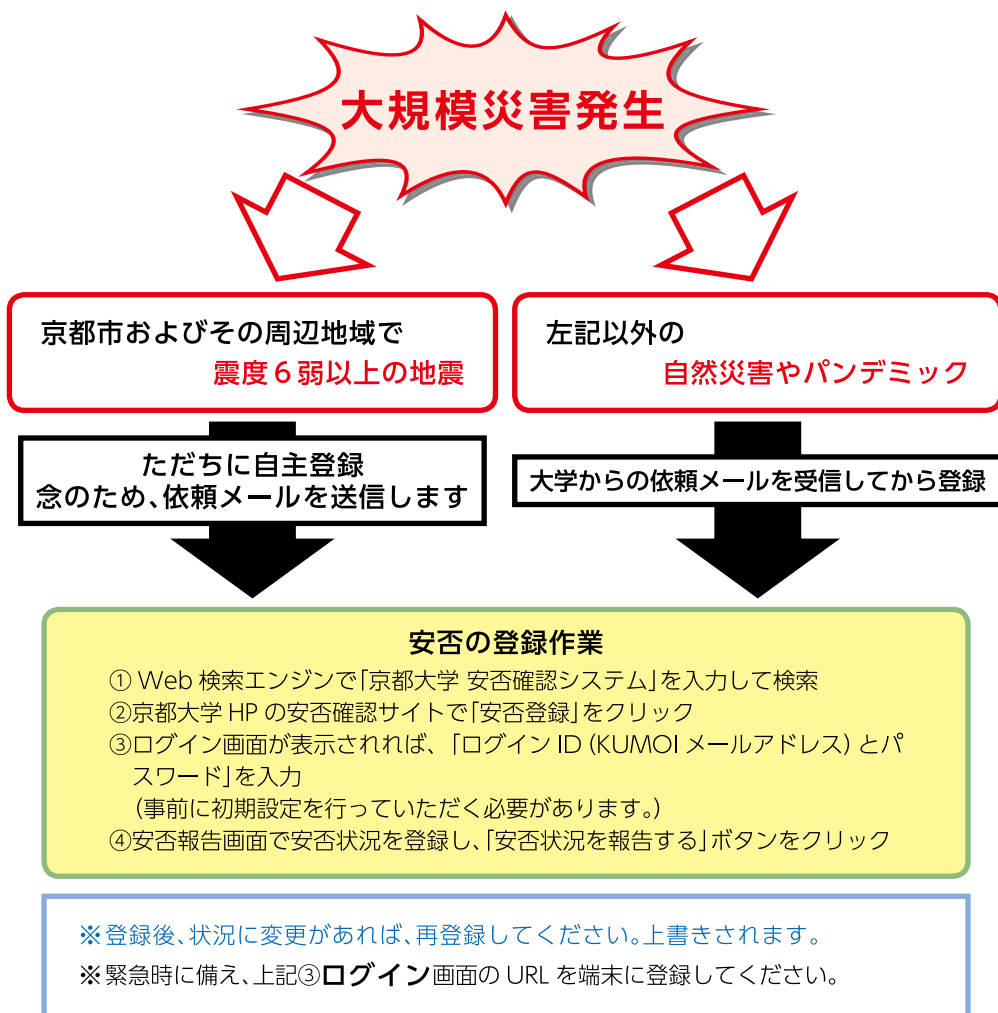 大規模災害発生
京都市およびその周辺地域で
震度6弱以上の地震
左記以外の
自然災害やパンデミック
ただちに自主登録
念のため、依頼メールを送信します
大学からの依頼メールを受信してから登録
安否の登録作業
① Web 検索エンジンで「京都大学 安否確認システム」を入力して検索
②京都大学 HP の安否確認サイトで「安否登録」をクリック
③ログイン画面が表示されれば、「ログイン ID (KUMOI メールアドレス) とパ
スワード」を入力
(事前に初期設定を行っていただく必要があります。)
④安否報告画面で安否状況を登録し、「安否状況を報告する」ボタンをクリック
※登録後、状況に変更があれば、再登録してください。上書きされます。
※緊急時に備え、上記③ログイン画面の URL を端末に登録してください。